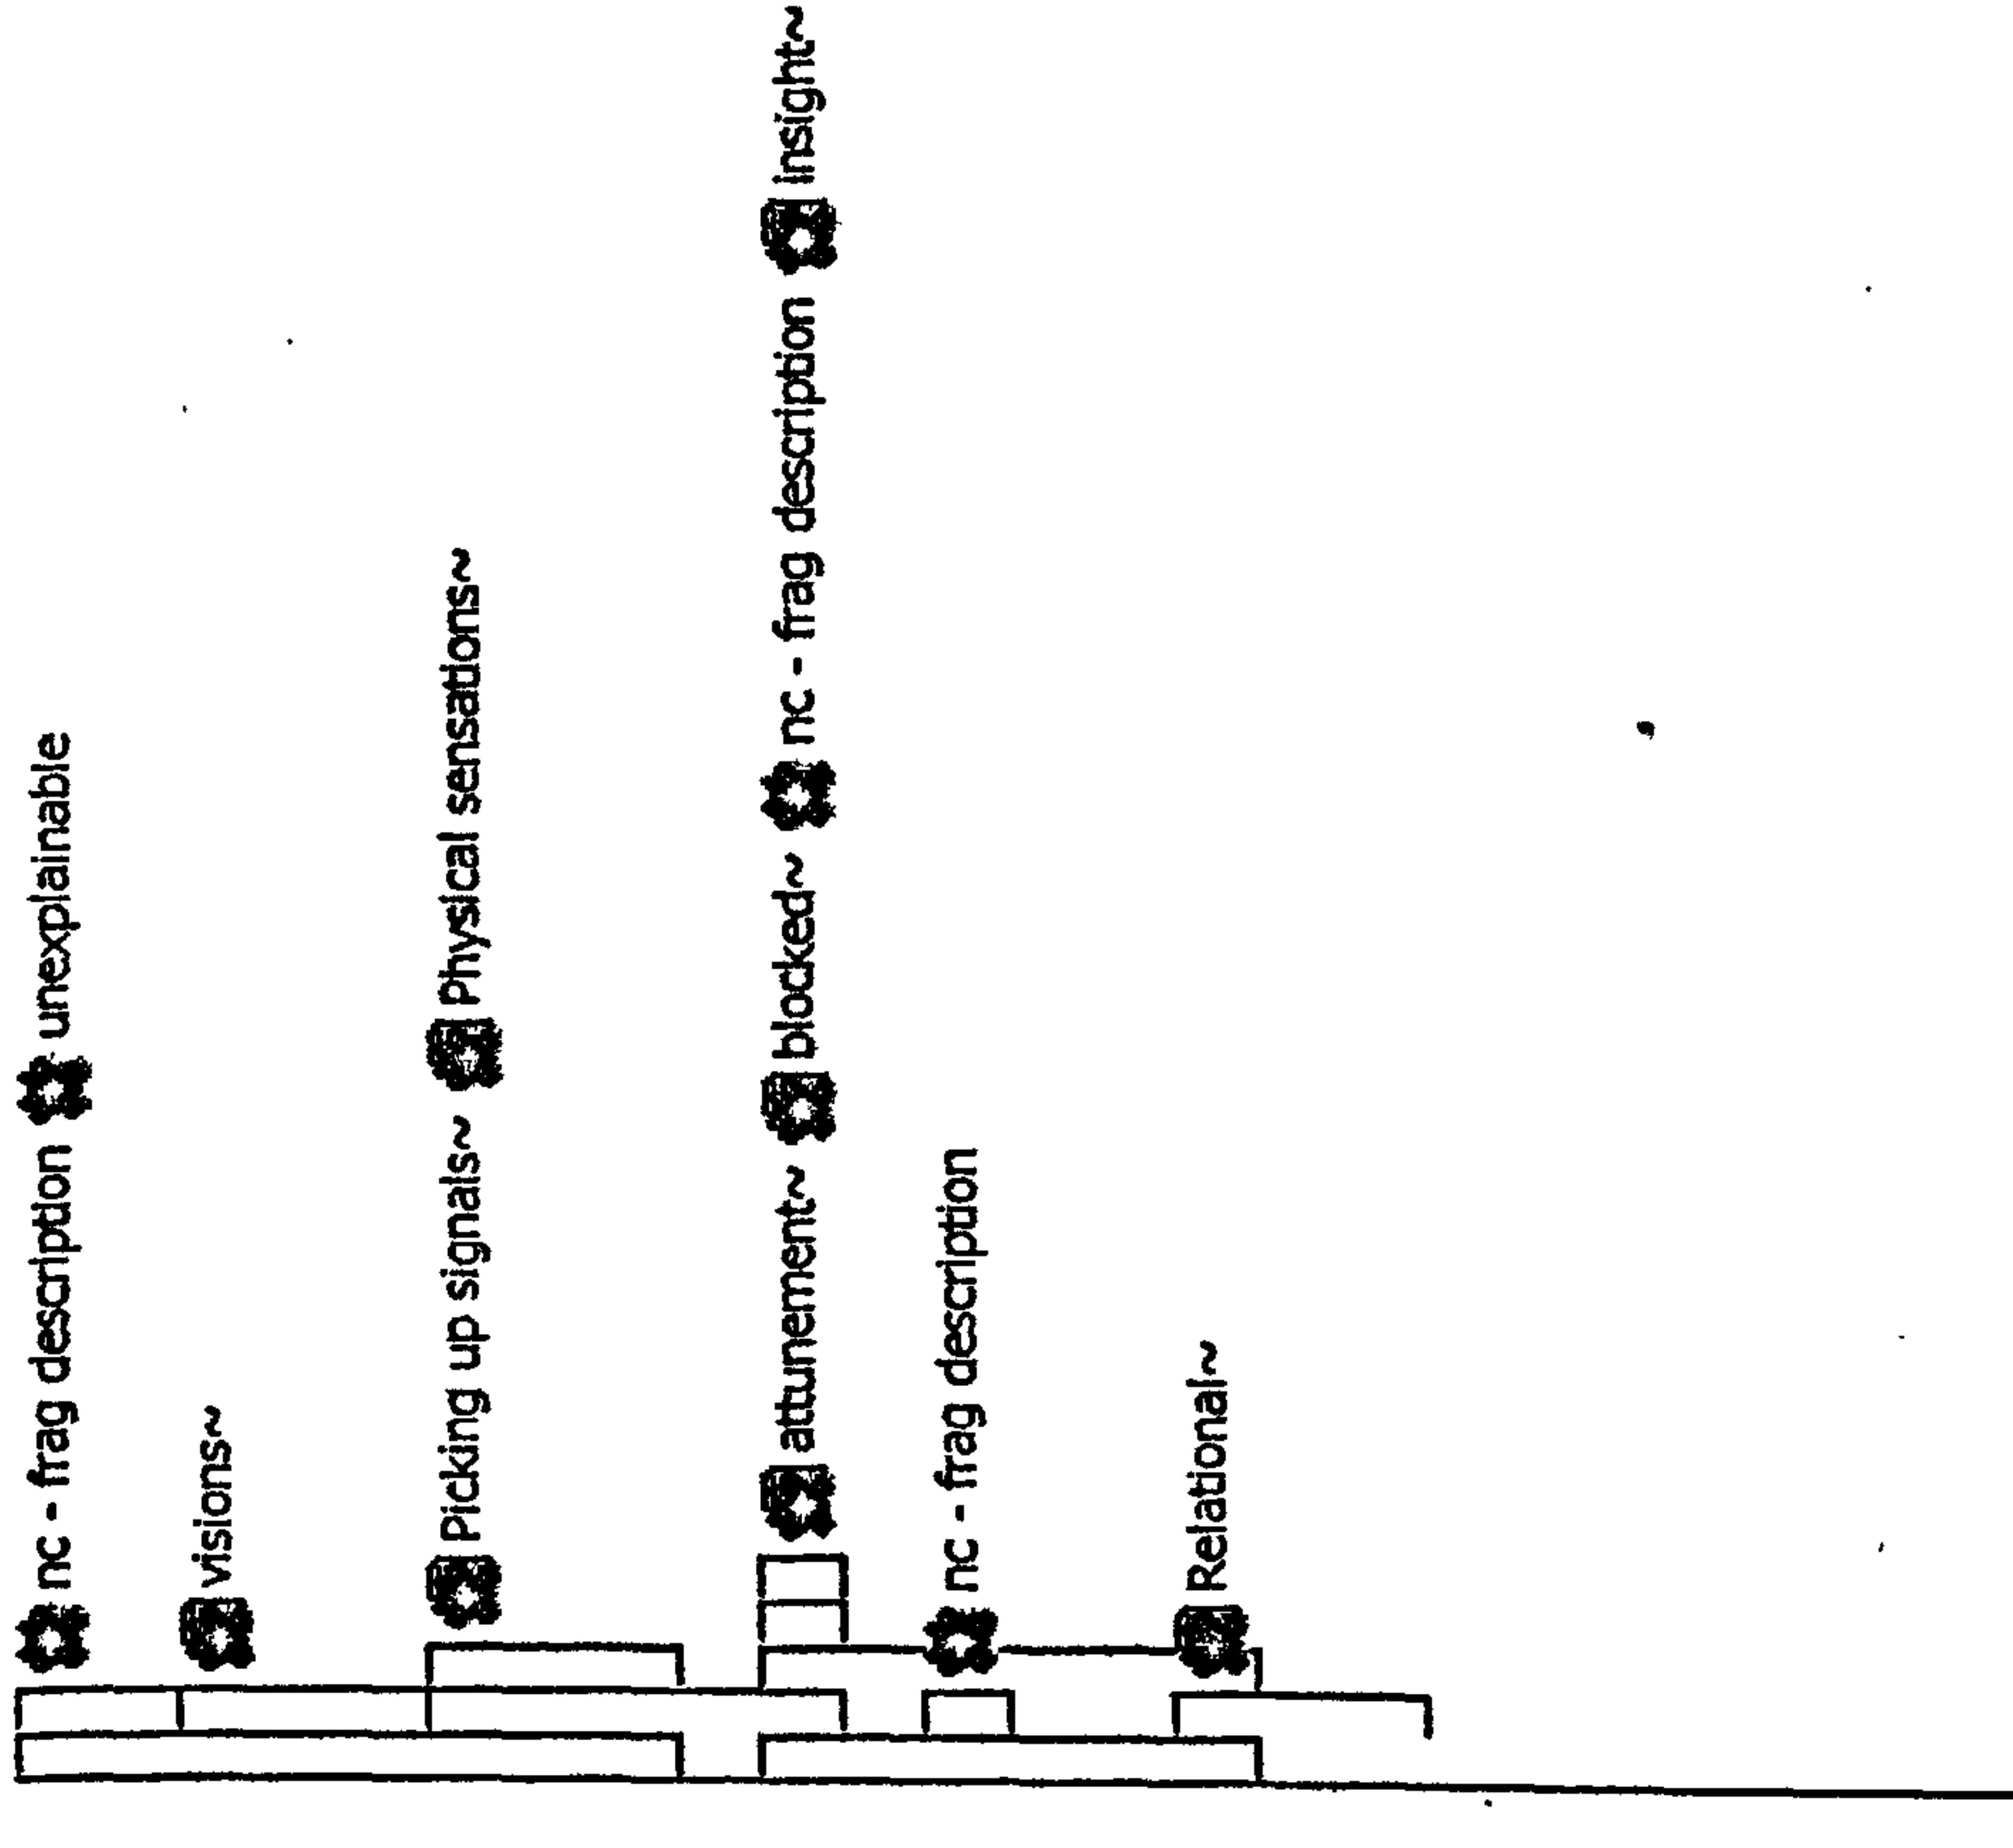 nc - frag description unexplainable
visions~
Picking up signals~ Physical sensations~
attunement~ blocked~ nc - frag description insight~
nc - frag description
Relational~